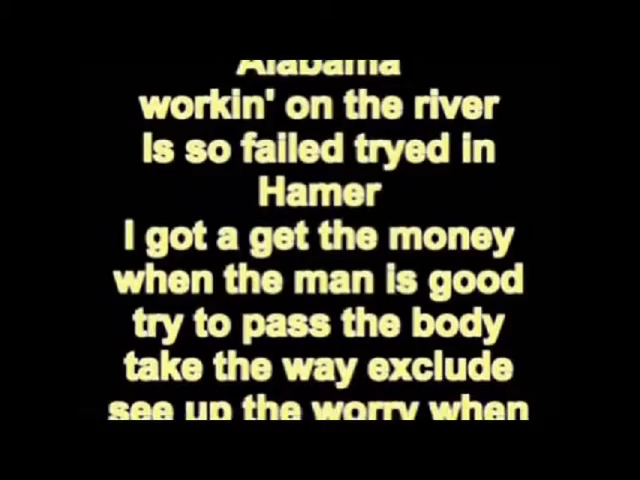 Alabama
workin' on the river
Is so failed tryed in
Hamer
I got a get the money
when the man is good
try to pass the body
take the way exclude
see up the worry when